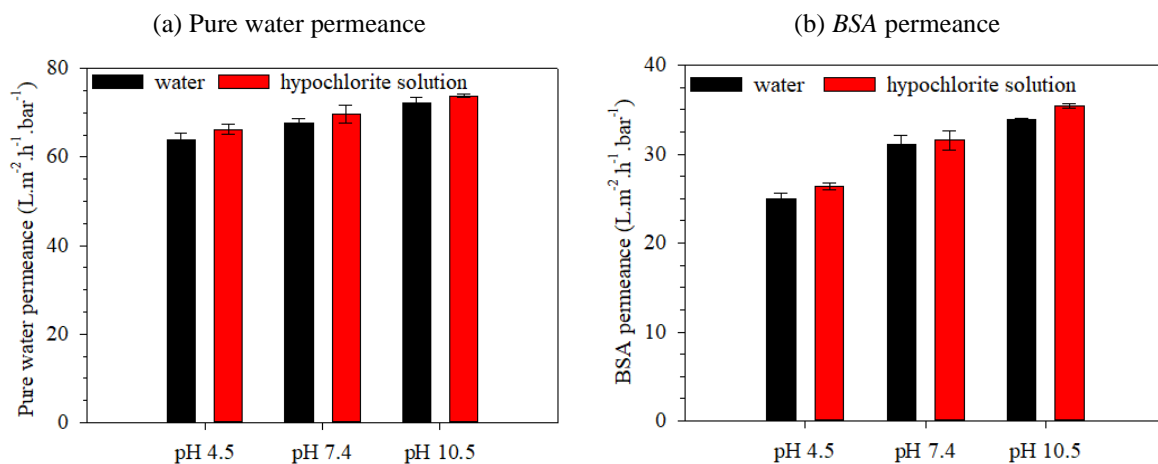 (a) Pure water permeance
80
60
40
20
0
Pure water permeance (L.m⁻².h⁻¹.bar⁻¹)
water
hypochlorite solution
pH 4.5
pH 7.4
pH 10.5
(b) BSA permeance
40
30
20
10
0
BSA permeance (L.m⁻².h⁻¹.bar⁻¹)
water
hypochlorite solution
pH 4.5
pH 7.4
pH 10.5